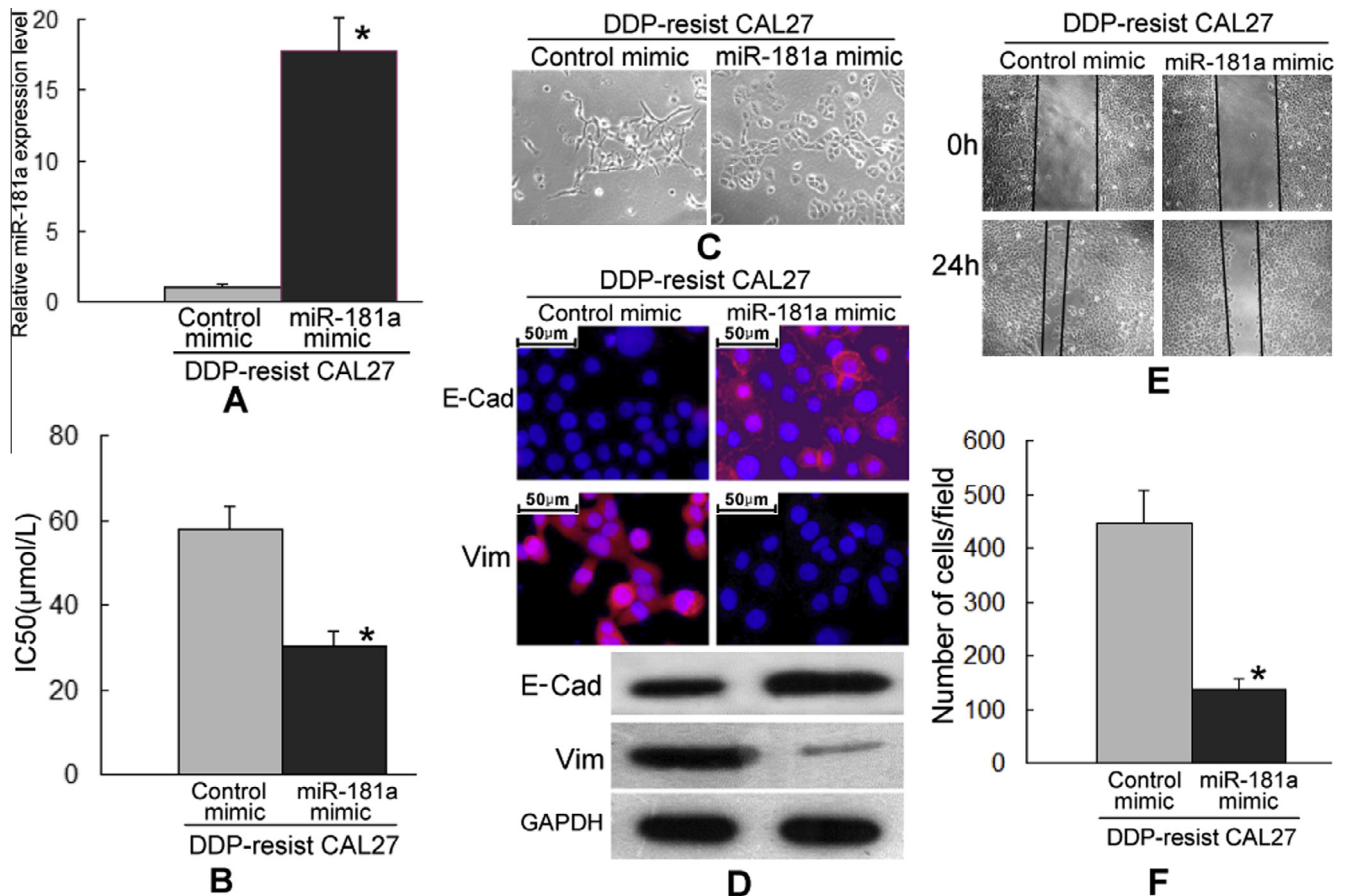 Relative miR-181a expression level
20
15
10
5
0
*
Control mimic
miR-181a mimic
DDP-resist CAL27
A
IC50(μmol/L)
80
60
40
20
0
*
Control mimic
miR-181a mimic
DDP-resist CAL27
B
DDP-resist CAL27
Control mimic miR-181a mimic
C
DDP-resist CAL27
Control mimic miR-181a mimic
E-Cad
50μm 50μm
Vim
50μm 50μm
E-Cad
Vim
GAPDH
D
DDP-resist CAL27
Control mimic miR-181a mimic
0h
24h
E
Number of cells/field
600
500
400
300
200
100
0
*
Control mimic
miR-181a mimic
DDP-resist CAL27
F